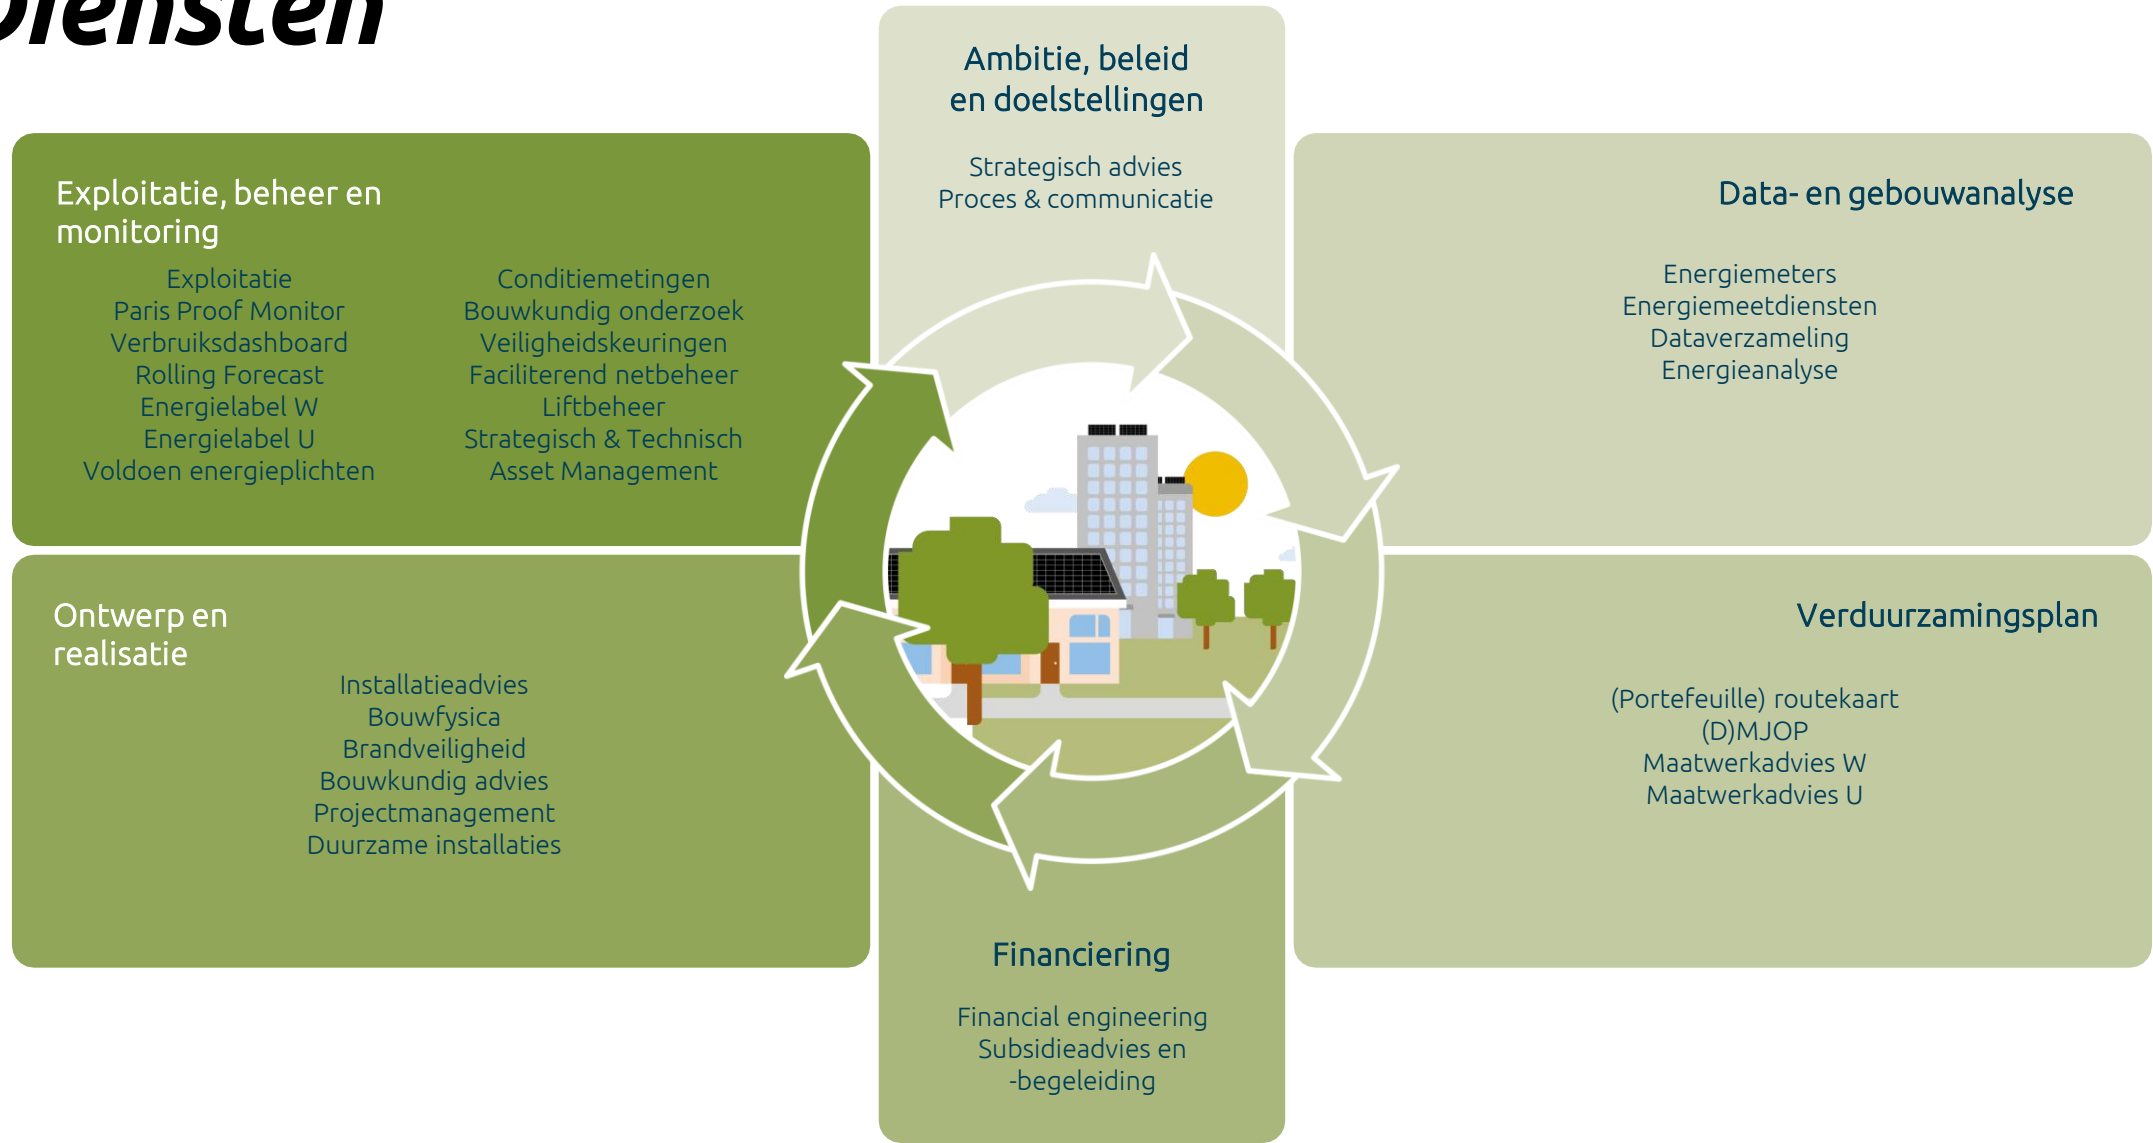 Diensten
Ambitie, beleid
en doelstellingen
Strategisch advies
Proces & communicatie
Exploitatie, beheer en
monitoring
Exploitatie
Paris Proof Monitor
Verbruiksdashboard
Rolling Forecast
Energielabel W
Energielabel U
Voldoen energieplichten
Conditiemetingen
Bouwkundig onderzoek
Veiligheidskeuringen
Faciliterend netbeheer
Liftbeheer
Strategisch & Technisch
Asset Management
Data- en gebouwanalyse
Energiemeters
Energiemeetdiensten
Dataverzameling
Energieanalyse
Ontwerp en
realisatie
Installatieadvies
Bouwfysica
Brandveiligheid
Bouwkundig advies
Projectmanagement
Duurzame installaties
Verduurzamingsplan
(Portefeuille) routekaart
(D)MJOP
Maatwerkadvies W
Maatwerkadvies U
Financiering
Financial engineering
Subsidieadvies en
-begeleiding